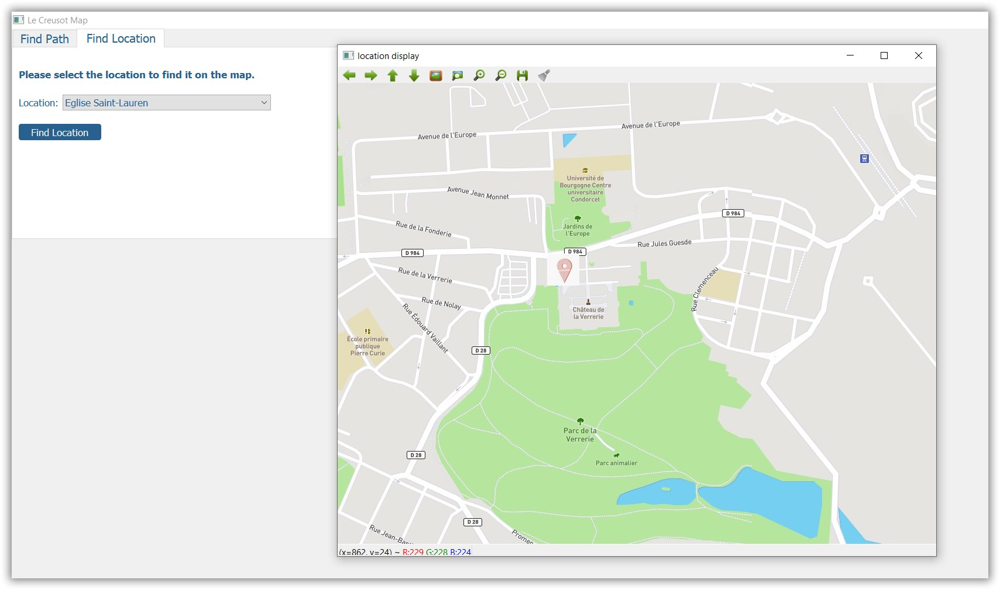 Le Creusot Map
Find Path
Find Location
Please select the location to find it on the map.
Location:
Eglise Saint-Lauren
Find Location
location display
Avenue de l'Europe
Avenue de l'Europe
Université de
Bourgogne Centre
universitaire
Condorcet
Avenue Jean Monnet
D 984
Jardins de
l'Europe
Rue de la Fonderie
Rue Jules Guesde
D 984
D 984
Rue de la Verrerie
Rue Clemenceau
Rue de Nolay
Rue Édouard Vaillant
Château de
la Verrerie
École primaire
publique
Pierre Curie
D 28
Parc de la
Verrerie
D 28
Parc animalier
D 28
Rue Jean-Bapt
Promen
(x=862, y=24) ~ R:229 G:228 B:224